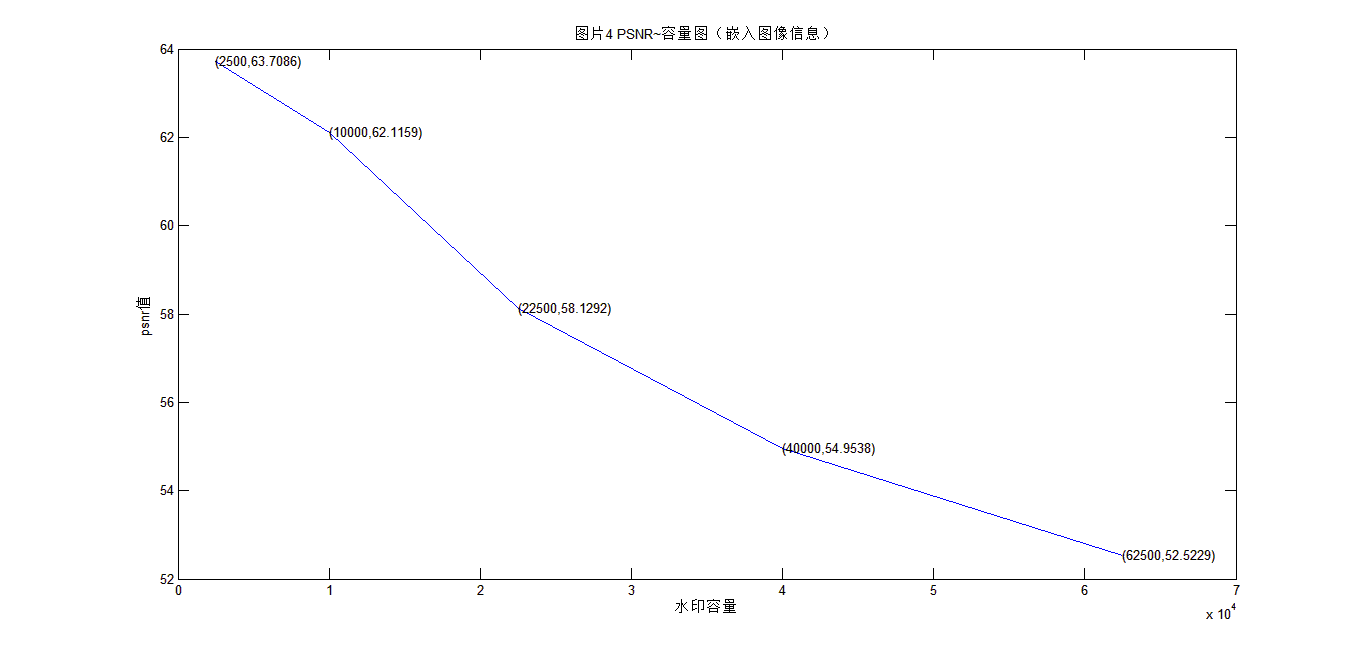 图片4 PSNR~容量图（嵌入图像信息）
64
(2500,63.7086)
62
(10000,62.1159)
60
psnr值
58
(22500,58.1292)
56
(40000,54.9538)
54
(62500,52.5229)
52
0 1 2 3 4 5 6 7
水印容量
x 10^4